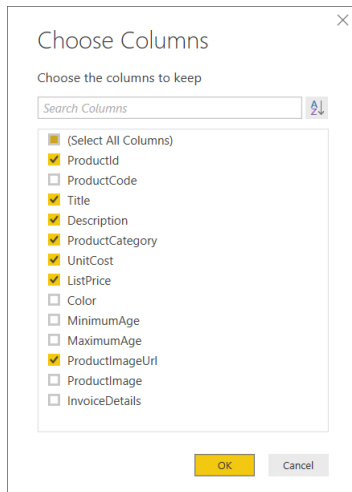 Choose Columns
Choose the columns to keep
Search Columns
(Select All Columns)
ProductId
ProductCode
Title
Description
ProductCategory
UnitCost
ListPrice
Color
MinimumAge
MaximumAge
ProductImageUrl
ProductImage
InvoiceDetails
OK Cancel